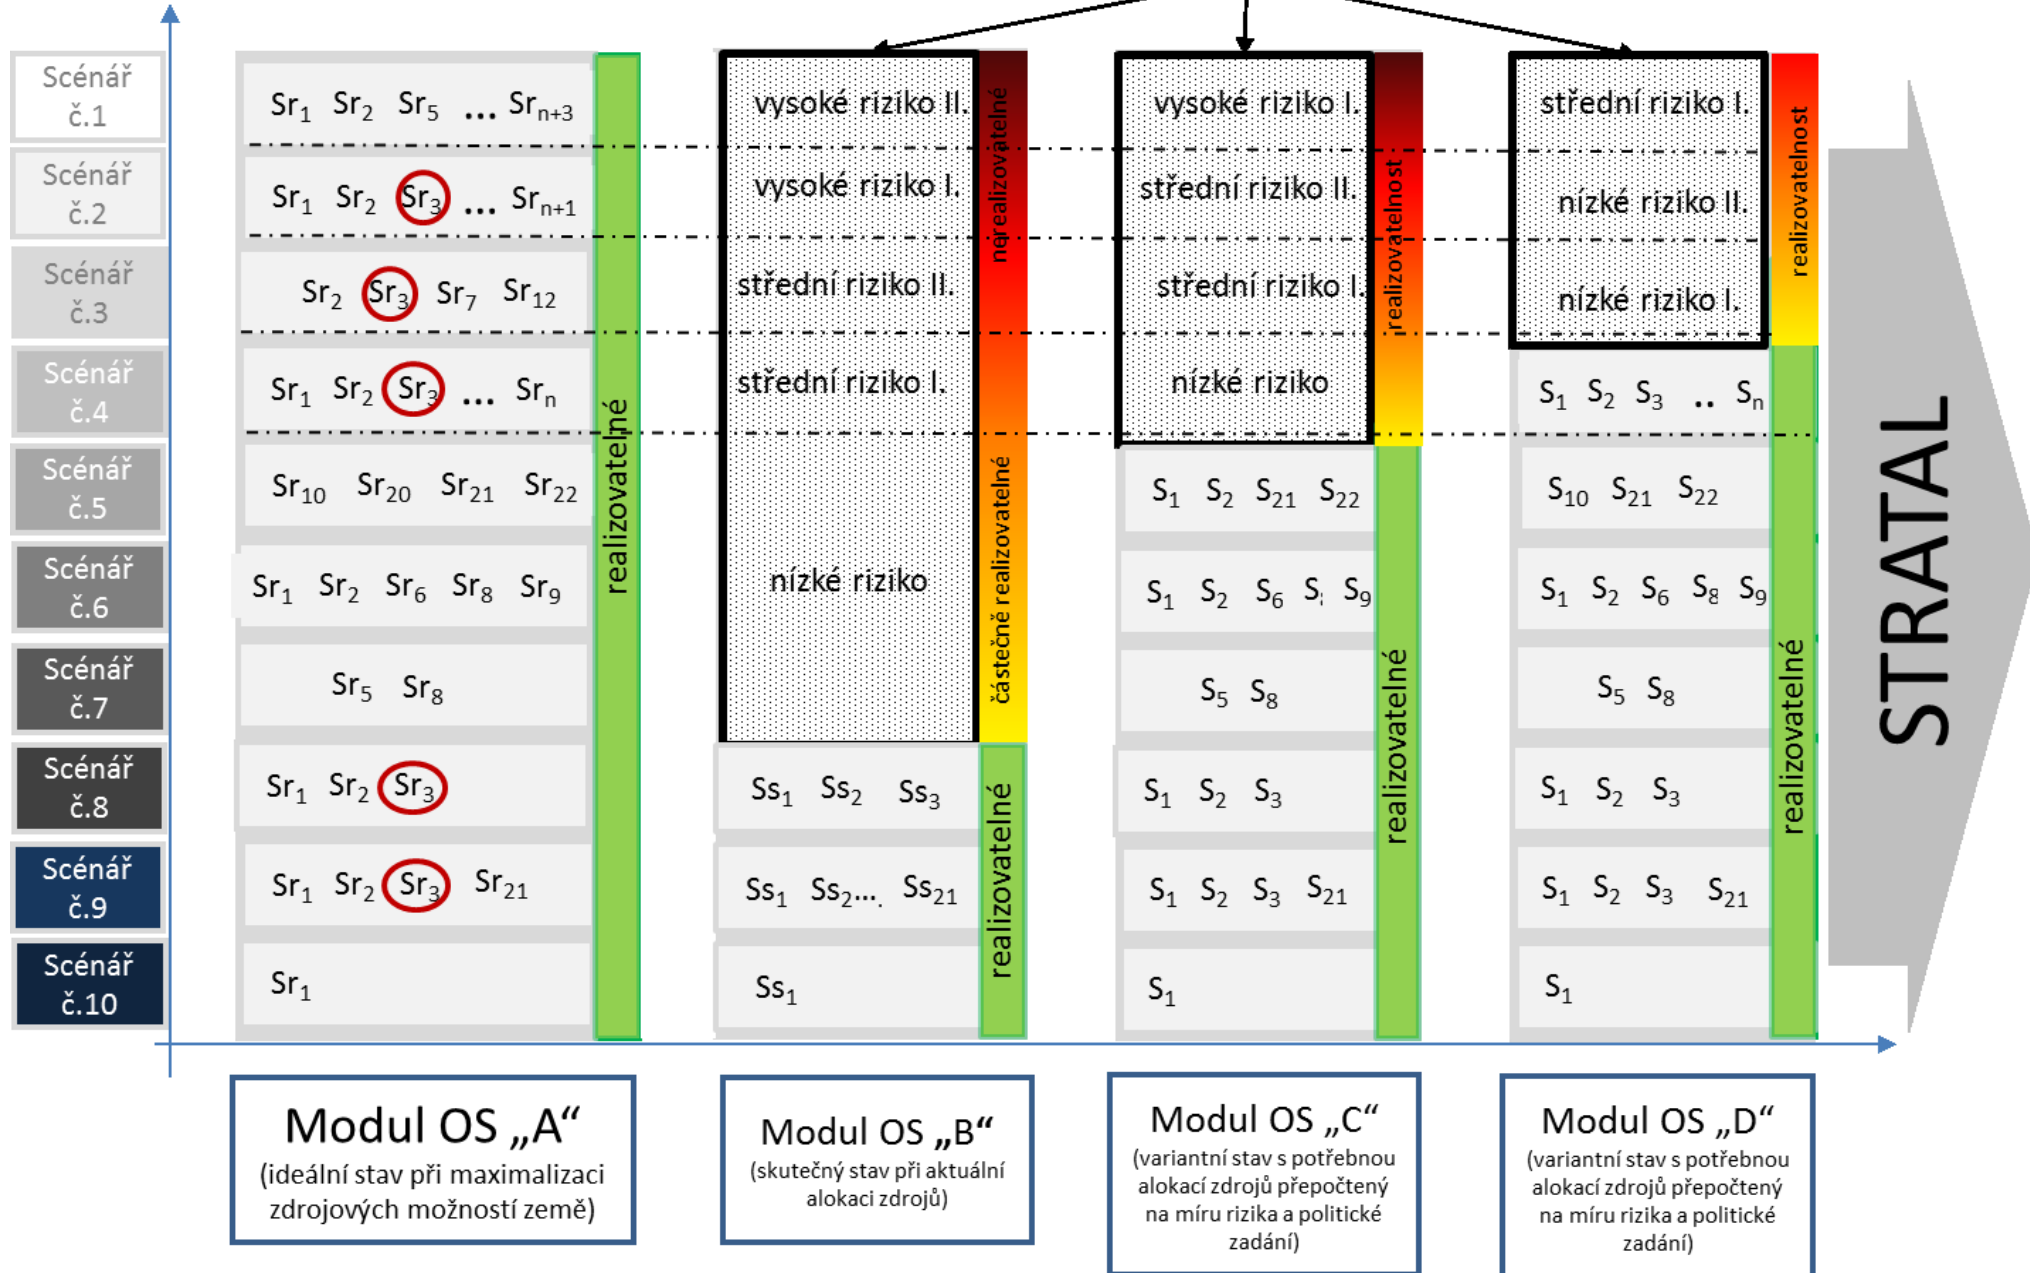 Scénář
č.1
Scénář
č.2
Scénář
č.3
Scénář
č.4
Scénář
č.5
Scénář
č.6
Scénář
č.7
Scénář
č.8
Scénář
č.9
Scénář
č.10
Sr1 Sr2 Sr5 ... Srn+3
Sr1 Sr2 Sr3 ... Srn+1
Sr2 Sr3 Sr7 Sr12
Sr1 Sr2 Sr3 ... Srn
Sr10 Sr20 Sr21 Sr22
Sr1 Sr2 Sr6 Sr8 Sr9
Sr5 Sr8
Sr1 Sr2 Sr3
Sr1 Sr2 Sr3 Sr21
Sr1
realizovatelné
vysoké riziko II.
vysoké riziko I.
střední riziko II.
střední riziko I.
nízké riziko
Ss1 Ss2 Ss3
Ss1 Ss2.... Ss21
Ss1
nerealizovatelné
částečně realizovatelné
realizovatelné
vysoké riziko I.
střední riziko II.
střední riziko I.
nízké riziko
S1 S2 S21 S22
S1 S2 S6 S S9
S5 S8
S1 S2 S3
S1 S2 S3 S21
S1
realizovatelnost
realizovatelné
střední riziko I.
nízké riziko II.
nízké riziko I.
S1 S2 S3 .. Sn
S10 S21 S22
S1 S2 S6 S8 S9
S5 S8
S1 S2 S3
S1 S2 S3 S21
S1
realizovatelnost
realizovatelné
STRATAL
Modul OS „A“
(ideální stav při maximalizaci
zdrojových možností země)
Modul OS „B“
(skutečný stav při aktuální
alokaci zdrojů)
Modul OS „C“
(variantní stav s potřebnou
alokací zdrojů přepočtený
na míru rizika a politické
zadání)
Modul OS „D“
(variantní stav s potřebnou
alokací zdrojů přepočtený
na míru rizika a politické
zadání)